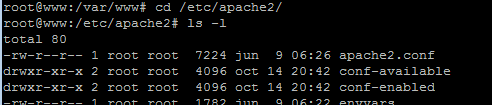 root@www:/var/www# cd /etc/apache2/
root@www:/etc/apache2# ls -l
total 80
-rw-r--r-- 1 root root  7224 jun  9 06:26 apache2.conf
drwxr-xr-x 2 root root  4096 oct 14 20:42 conf-available
drwxr-xr-x 2 root root  4096 oct 14 20:42 conf-enabled
-rw-r--r-- 1 root root  1782 jun  9 06:26 envvars